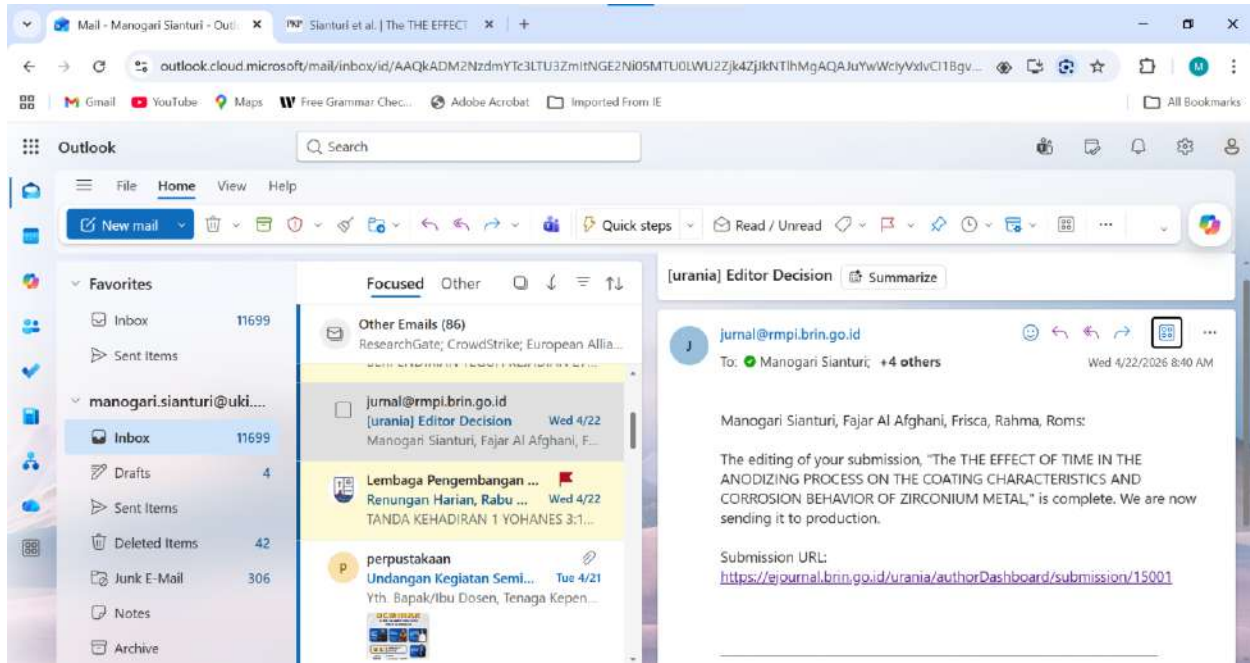 Mail - Manogari Sianturi - Outl
Sianturi et al. | The THE EFFECT
Gmail
YouTube
Maps
Free Grammar Chec...
Adobe Acrobat
Imported From IE
All Bookmarks
Outlook
Search
File Home View Help
New mail
Quick steps
Read / Unread
Favorites
Inbox 11699
Sent Items
manogari.sianturi@uki....
Inbox 11699
Drafts 4
Sent Items
Deleted Items 42
Junk E-Mail 306
Notes
Archive
Focused Other
Other Emails (86)
ResearchGate; CrowdStrike; European Allia...
jurnal@rmpi.brin.go.id
[urania] Editor Decision Wed 4/22
Manogari Sianturi, Fajar Al Afghani, F...
Lembaga Pengembangan ...
Renungan Harian, Rabu ... Wed 4/22
TANDA KEHADIRAN 1 YOHANES 3:1...
P
perpustakaan
Undangan Kegiatan Semi... Tue 4/21
Yth. Bapak/Ibu Dosen, Tenaga Kepen...
[urania] Editor Decision Summarize
J
jurnal@rmpi.brin.go.id
To: Manogari Sianturi; +4 others
Wed 4/22/2026 8:40 AM
Manogari Sianturi, Fajar Al Afghani, Frisca, Rahma, Roms:
The editing of your submission, "The THE EFFECT OF TIME IN THE
ANODIZING PROCESS ON THE COATING CHARACTERISTICS AND
CORROSION BEHAVIOR OF ZIRCONIUM METAL," is complete. We are now
sending it to production.
Submission URL:
https://ejournal.brin.go.id/urania/authorDashboard/submission/15001